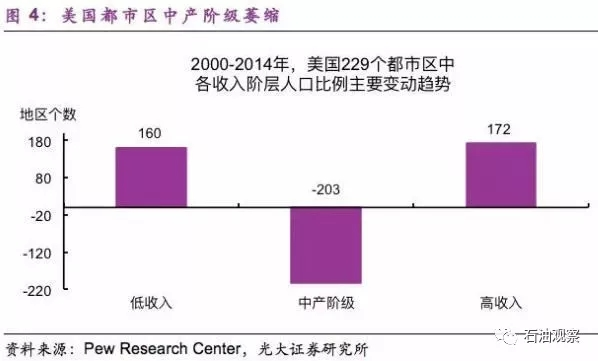 图 4：美国都市区中产阶级萎缩
2000-2014年，美国229个都市区中
各收入阶层人口比例主要变动趋势
地区个数
180
80
-20
-120
-220
160
-203
172
低收入
中产阶级
高收入
资料来源：Pew Research Center，光大证券研究所
石油观察